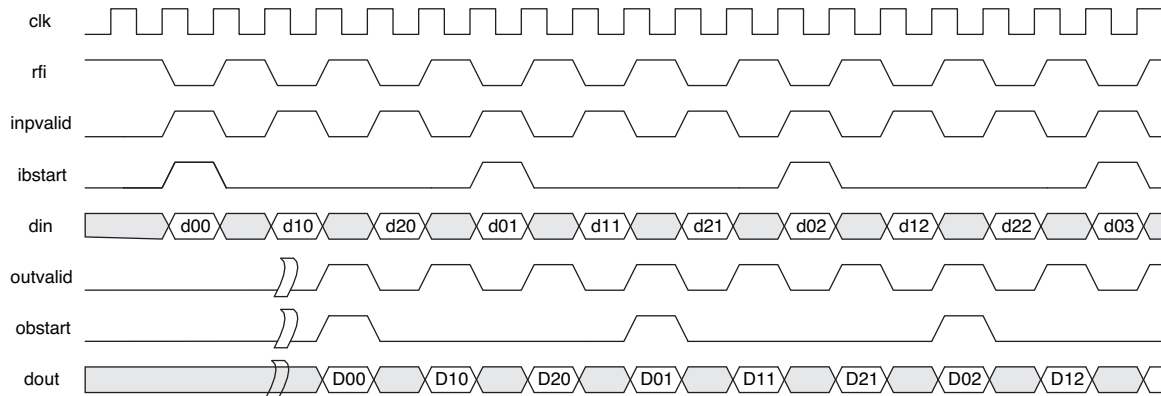 clk
rfi
inpvalid
ibstart
din d00 d10 d20 d01 d11 d21 d02 d12 d22 d03
outvalid
obstart
dout D00 D10 D20 D01 D11 D21 D02 D12